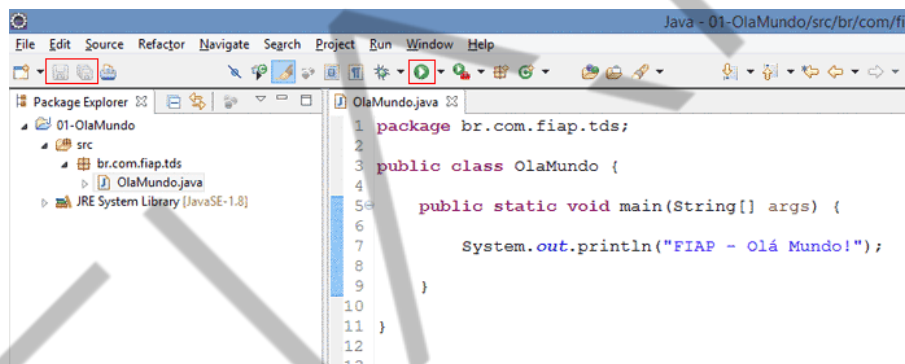 Java - 01-OlaMundo/src/br/com/fi
File Edit Source Refactor Navigate Search Project Run Window Help
Package Explorer
01-OlaMundo
src
br.com.fiap.tds
OlaMundo.java
JRE System Library [JavaSE-1.8]
OlaMundo.java
1 package br.com.fiap.tds;
2
3 public class OlaMundo {
4
5 public static void main(String[] args) {
6
7 System.out.println("FIAP - Olá Mundo!");
8
9 }
10
11 }
12